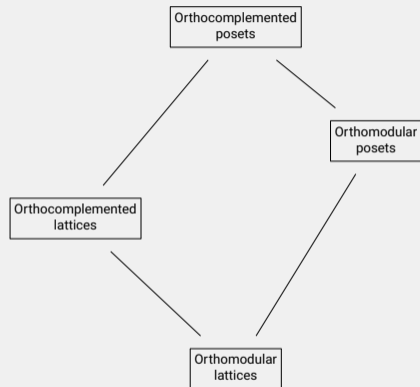 Orthocomplemented
posets
Orthomodular
posets
Orthocomplemented
lattices
Orthomodular
lattices